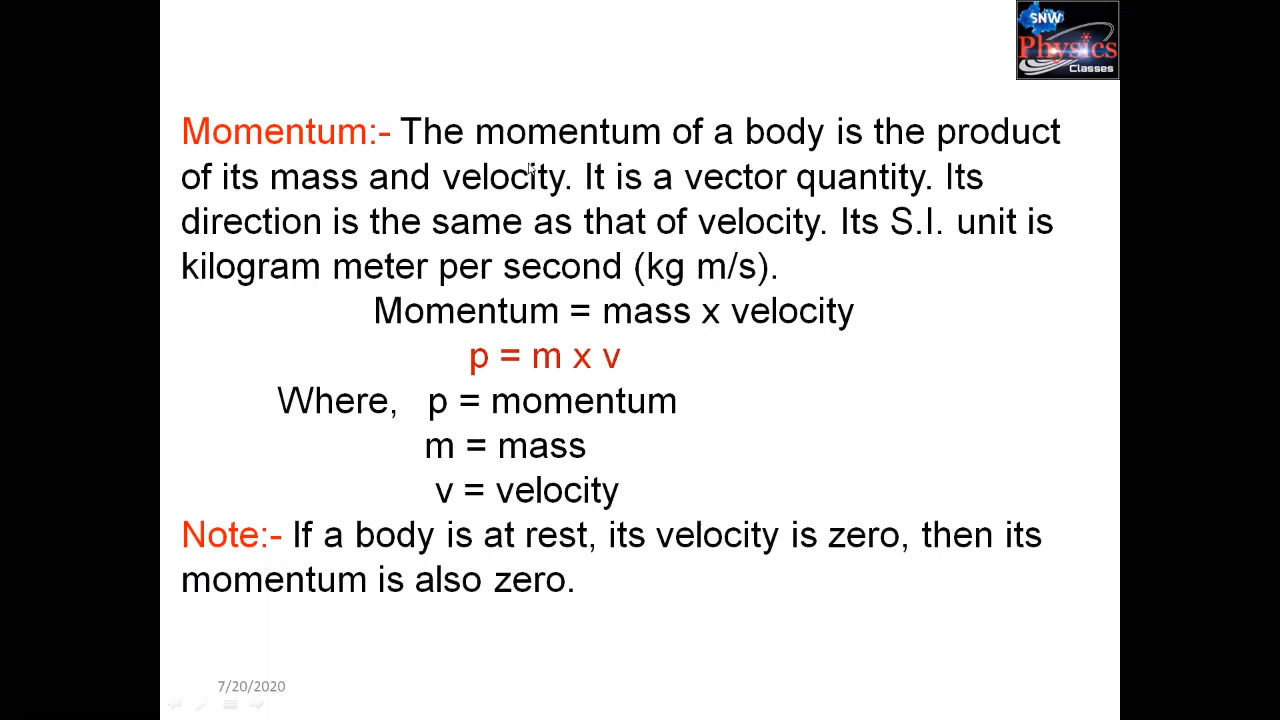 SNW
Physics
Classes
Momentum:- The momentum of a body is the product
of its mass and velocity. It is a vector quantity. Its
direction is the same as that of velocity. Its S.I. unit is
kilogram meter per second (kg m/s).
Momentum = mass x velocity
p = m x v
Where, p = momentum
m = mass
v = velocity
Note:- If a body is at rest, its velocity is zero, then its
momentum is also zero.
7/20/2020